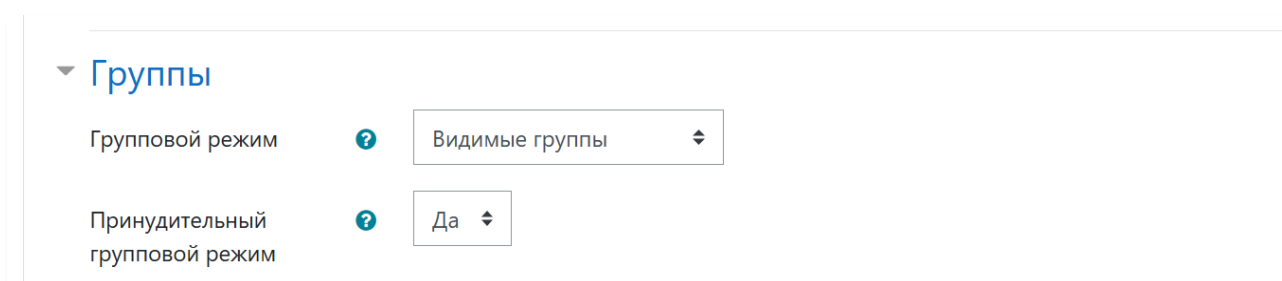 Группы
Групповой режим ? Видимые группы
Принудительный ? Да
групповой режим